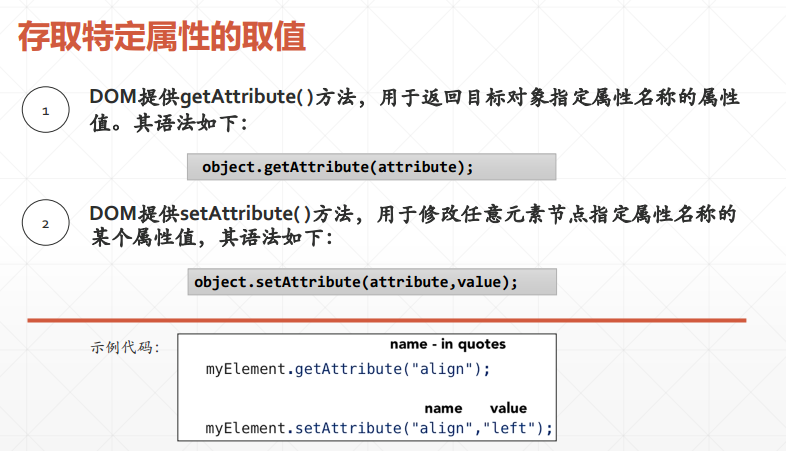 存取特定属性的取值
1
DOM提供getAttribute( )方法，用于返回目标对象指定属性名称的属性
值。其语法如下：
object.getAttribute(attribute);
2
DOM提供setAttribute( )方法，用于修改任意元素节点指定属性名称的
某个属性值，其语法如下：
object.setAttribute(attribute,value);
示例代码：
name - in quotes
myElement.getAttribute("align");
name value
myElement.setAttribute("align","left");